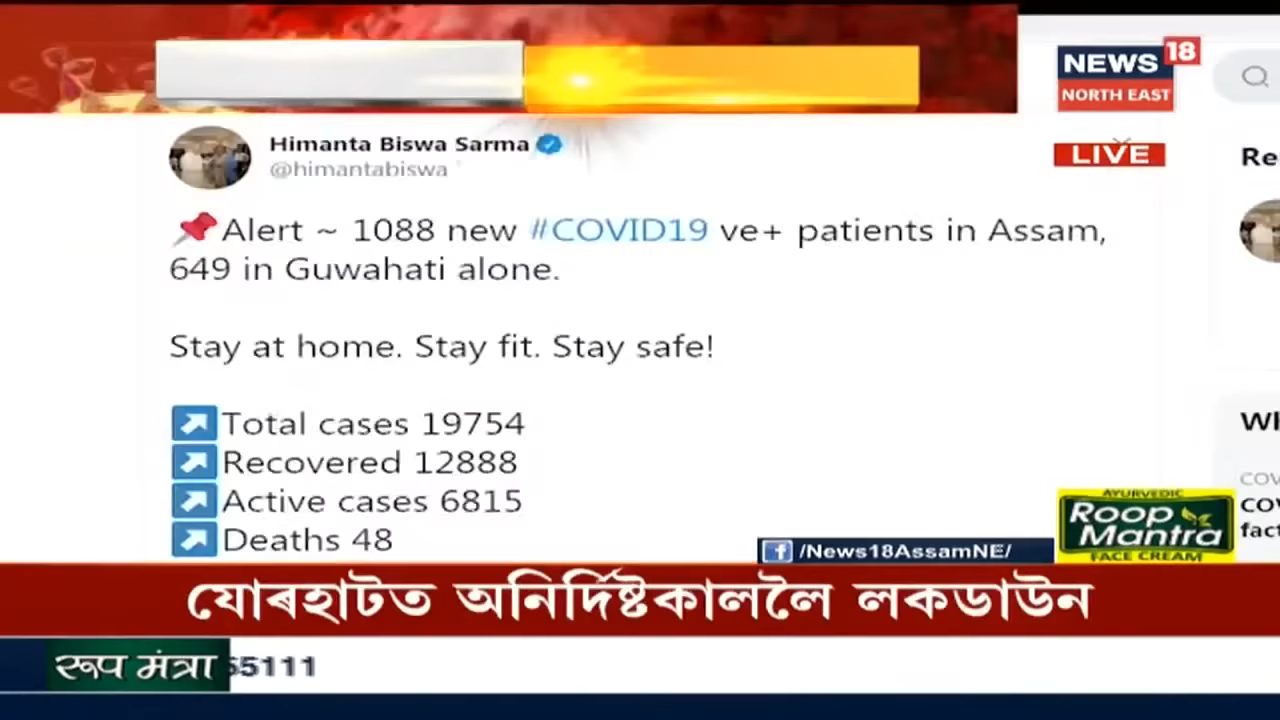 NEWS 18
NORTH EAST
LIVE
Himanta Biswa Sarma
@himantabiswa
Alert ~ 1088 new #COVID19 ve+ patients in Assam,
649 in Guwahati alone.
Stay at home. Stay fit. Stay safe!
Total cases 19754
Recovered 12888
Active cases 6815
Deaths 48
/News18AssamNE/
AYURVEDIC
Roop
Mantra
FACE CREAM
যোৰহাটত অনিৰ্দিষ্টকাললৈ লকডাউন
রূপ মন্ত্রা
5111